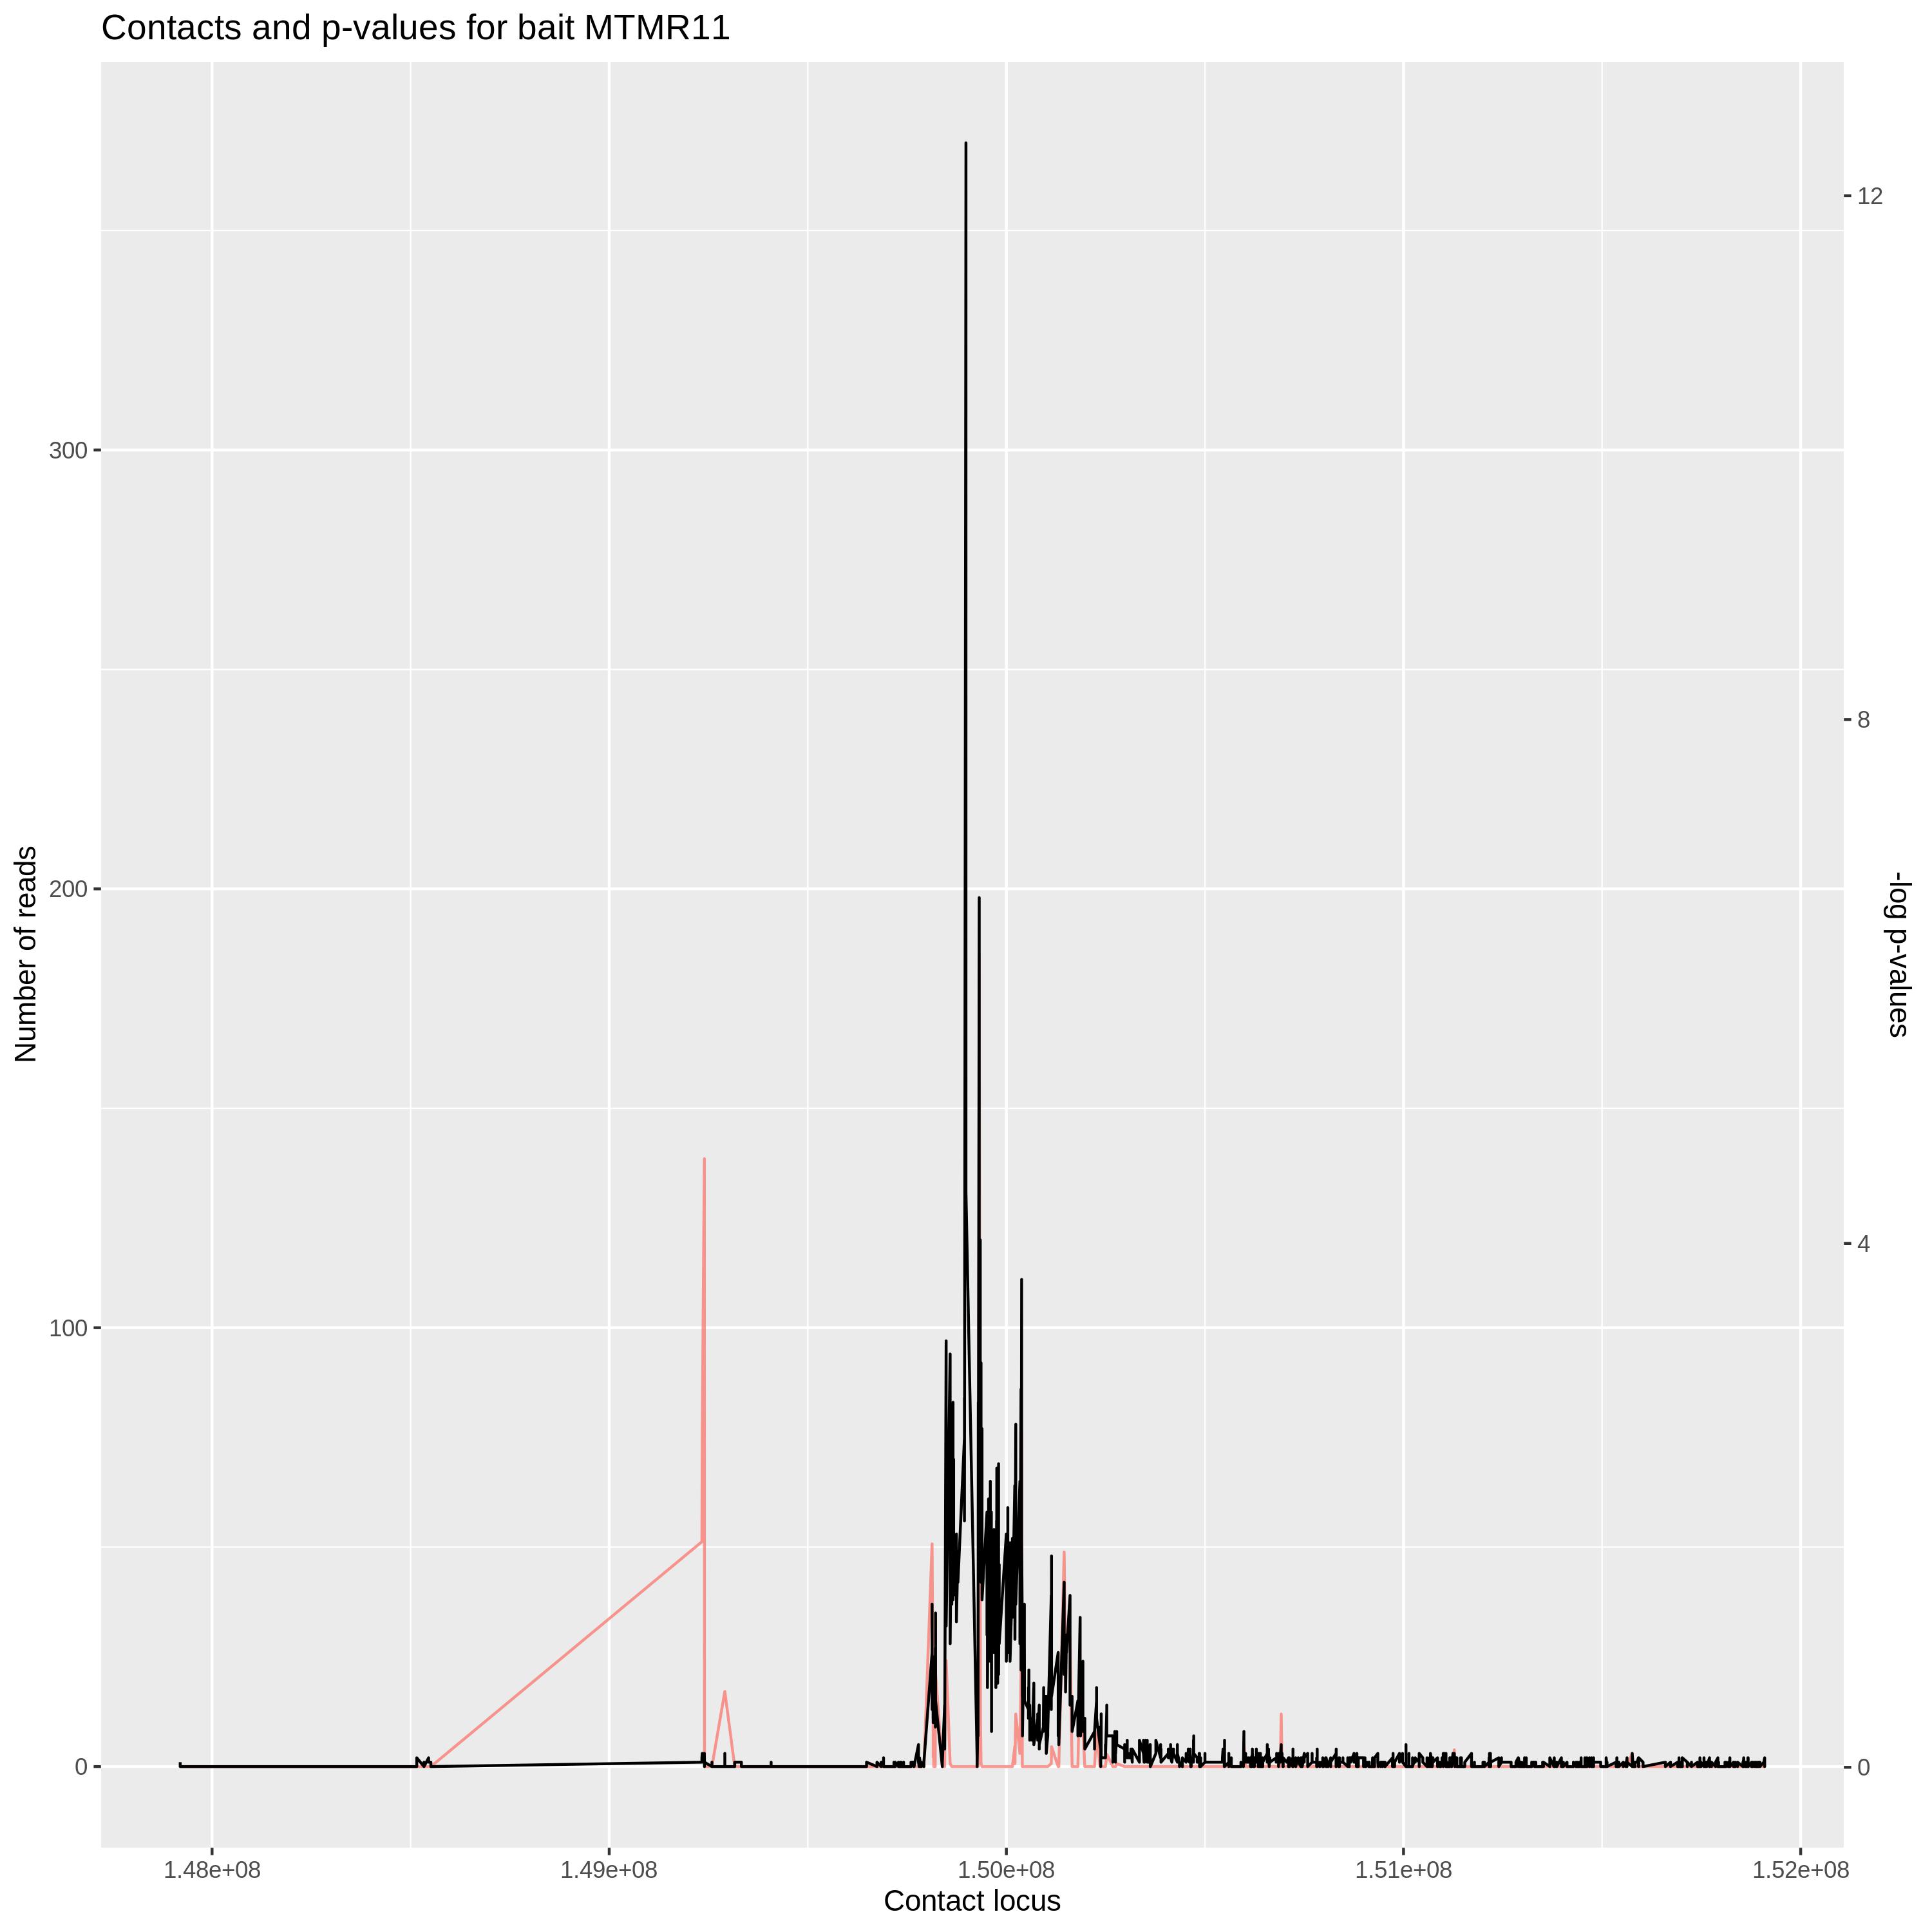 Contacts and p-values for bait MTMR11
Number of reads
300
200
100
0
12
8
4
0
-log p-values
1.48e+08
1.49e+08
1.50e+08
1.51e+08
1.52e+08
Contact locus